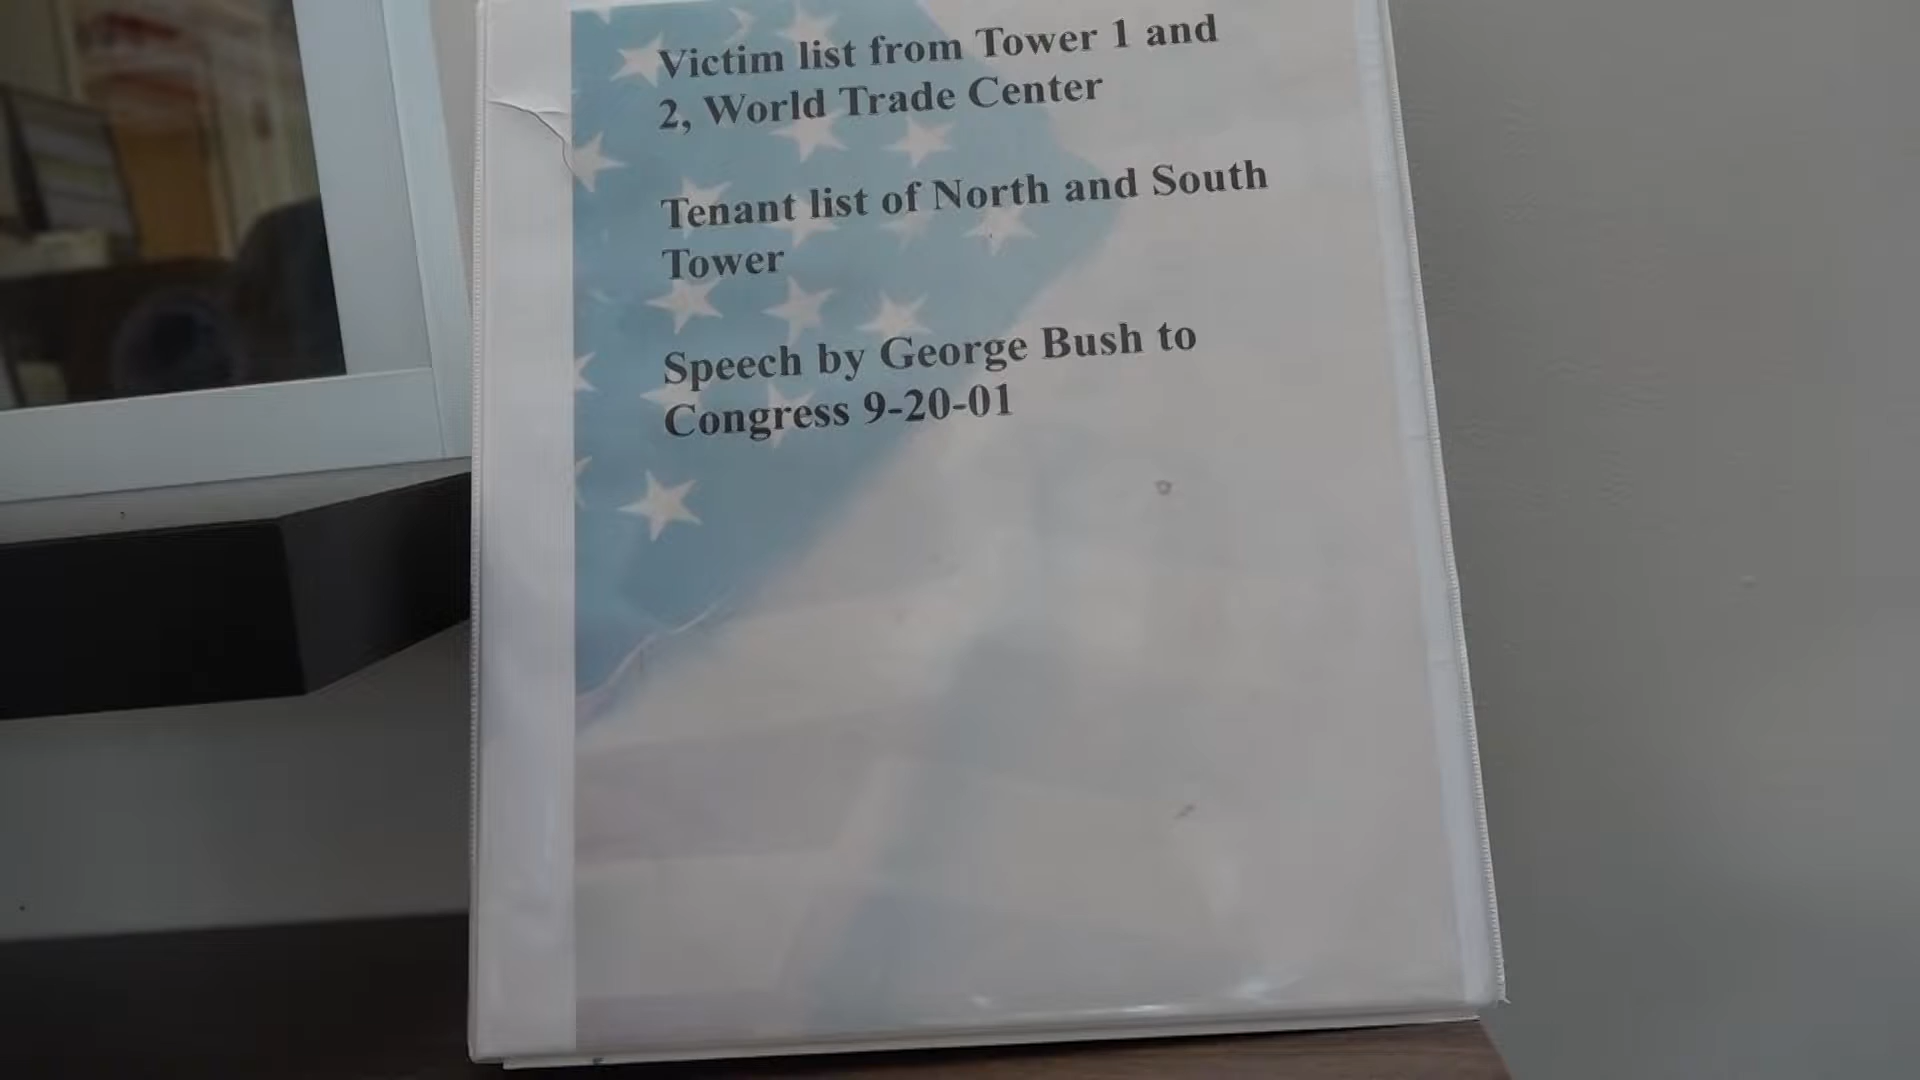 Victim list from Tower 1 and
2, World Trade Center
Tenant list of North and South
Tower
Speech by George Bush to
Congress 9-20-01